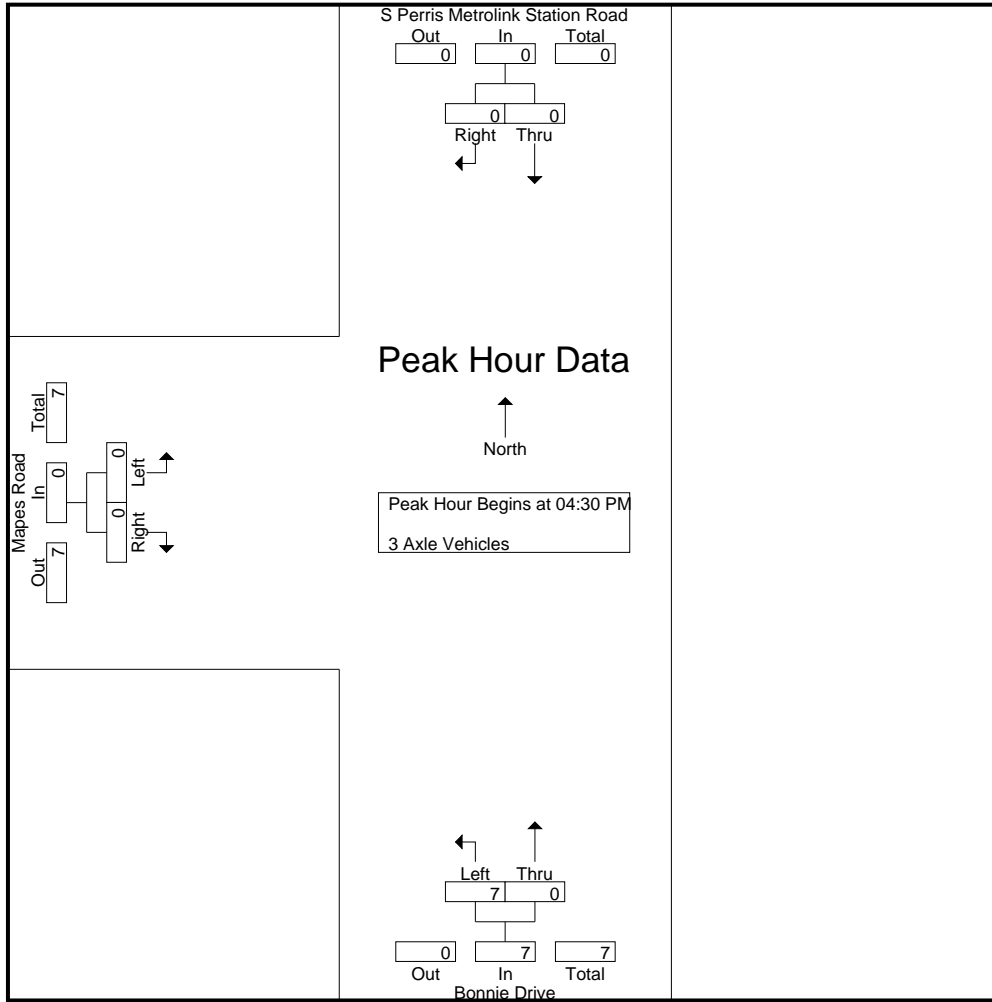 S Perris Metrolink Station Road
Out In Total
0 0 0
0 0
Right Thru
Peak Hour Data
North
Peak Hour Begins at 04:30 PM
3 Axle Vehicles
Mapes Road
Out In Total
7 0 7
0 0
Right Left
Left Thru
7 0
0 7 7
Out In Total
Bonnie Drive